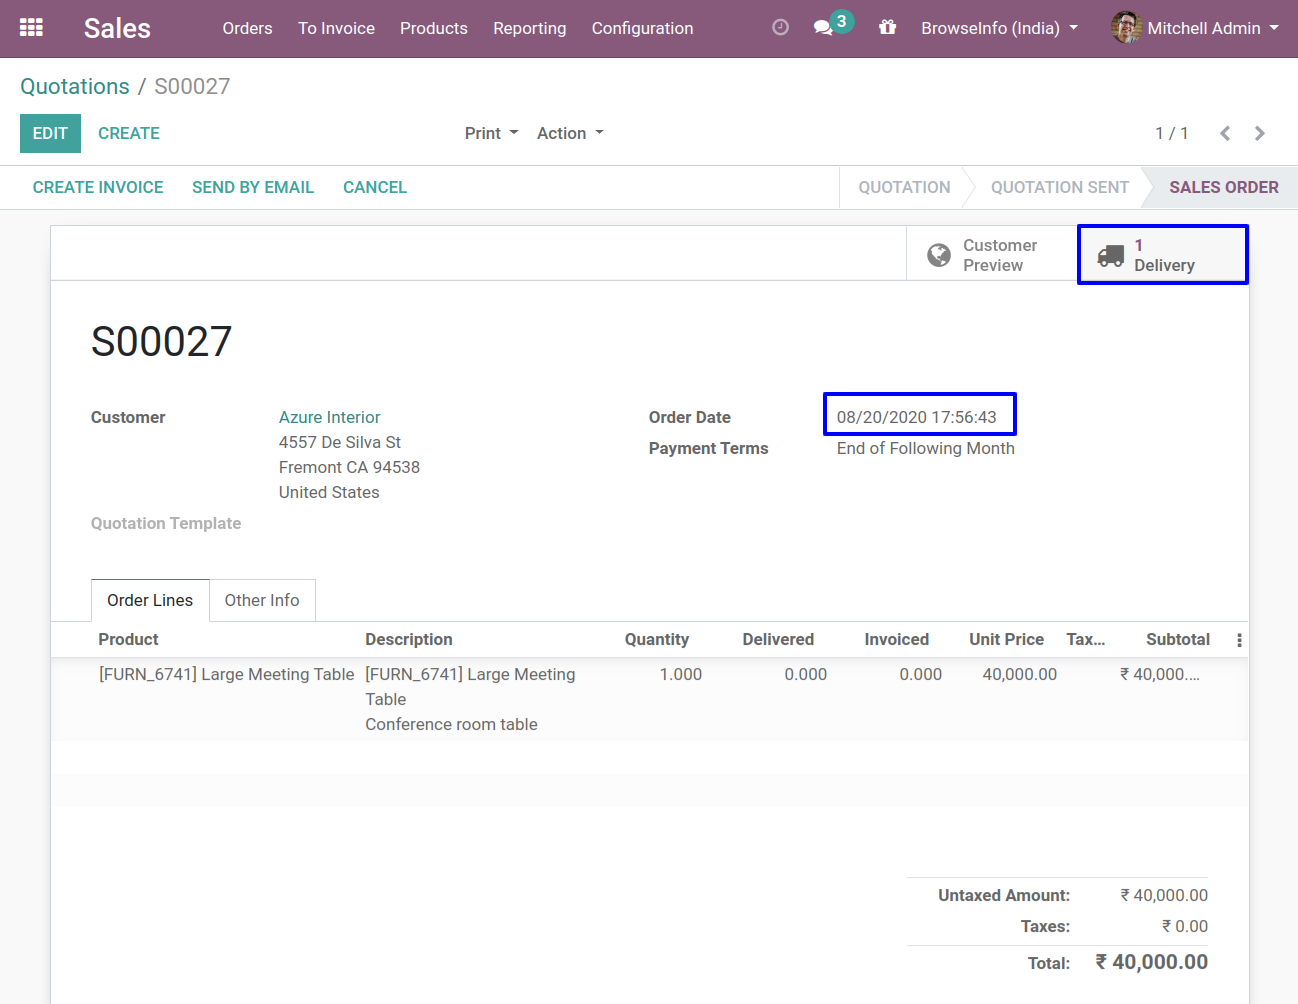 Sales Orders To Invoice Products Reporting Configuration 3 BrowseInfo (India) Mitchell Admin
Quotations / S00027
EDIT CREATE Print Action 1 / 1
CREATE INVOICE SEND BY EMAIL CANCEL QUOTATION QUOTATION SENT SALES ORDER
Customer Preview
1 Delivery
S00027
Customer Azure Interior
4557 De Silva St
Fremont CA 94538
United States
Order Date 08/20/2020 17:56:43
Payment Terms End of Following Month
Quotation Template
Order Lines Other Info
Product Description Quantity Delivered Invoiced Unit Price Tax... Subtotal
[FURN_6741] Large Meeting Table [FURN_6741] Large Meeting 1.000 0.000 0.000 40,000.00 ₹ 40,000....
Table
Conference room table
Untaxed Amount: ₹ 40,000.00
Taxes: ₹ 0.00
Total: ₹ 40,000.00